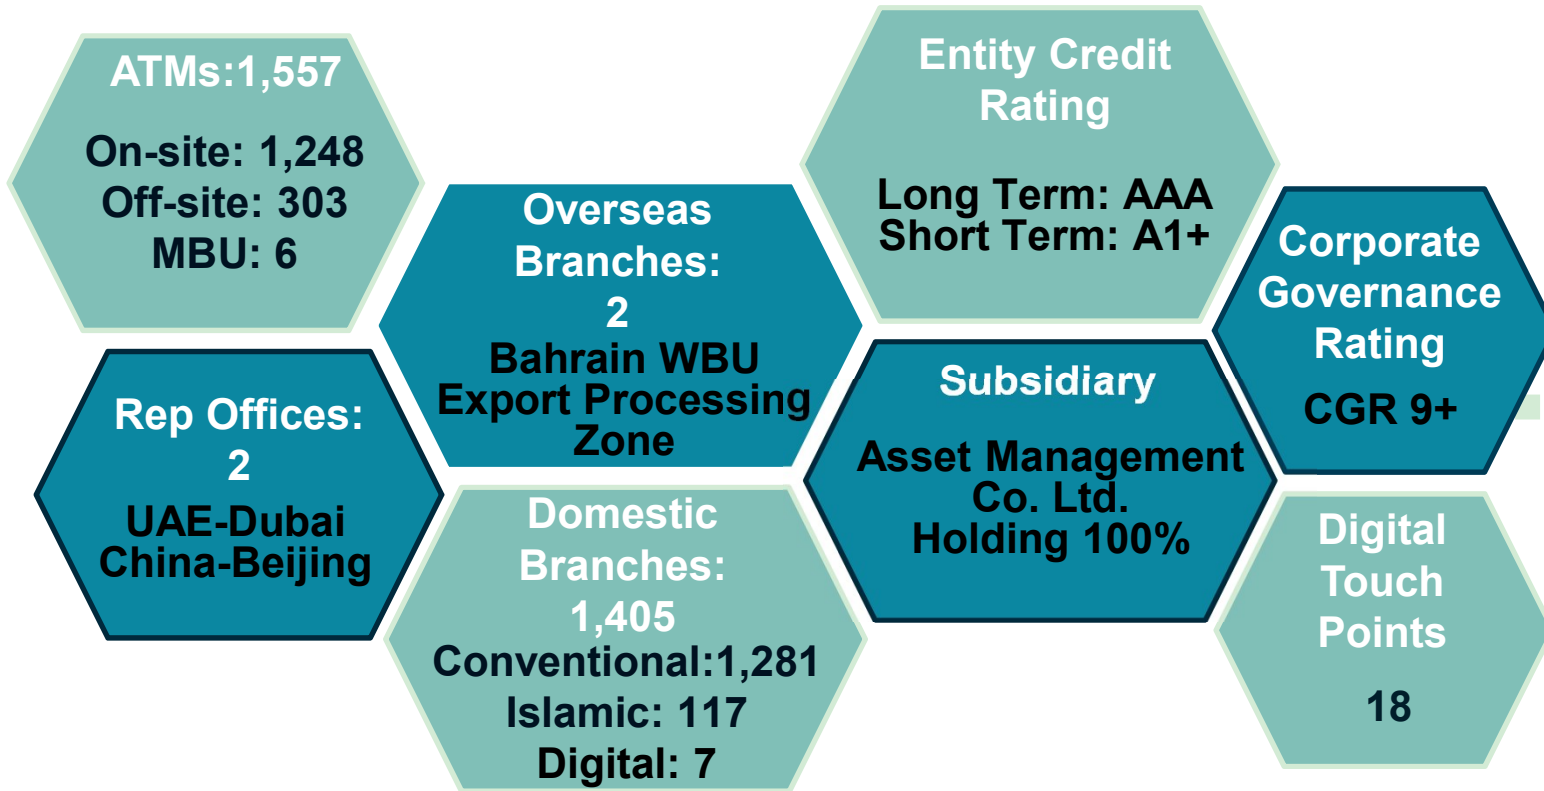 ATMs:1,557
On-site: 1,248
Off-site: 303
MBU: 6
Rep Offices:
2
UAE-Dubai
China-Beijing
Overseas
Branches:
2
Bahrain WBU
Export Processing
Zone
Domestic
Branches:
1,405
Conventional:1,281
Islamic: 117
Digital: 7
Entity Credit
Rating
Long Term: AAA
Short Term: A1+
Subsidiary
Asset Management
Co. Ltd.
Holding 100%
Corporate
Governance
Rating
CGR 9+
Digital
Touch
Points
18